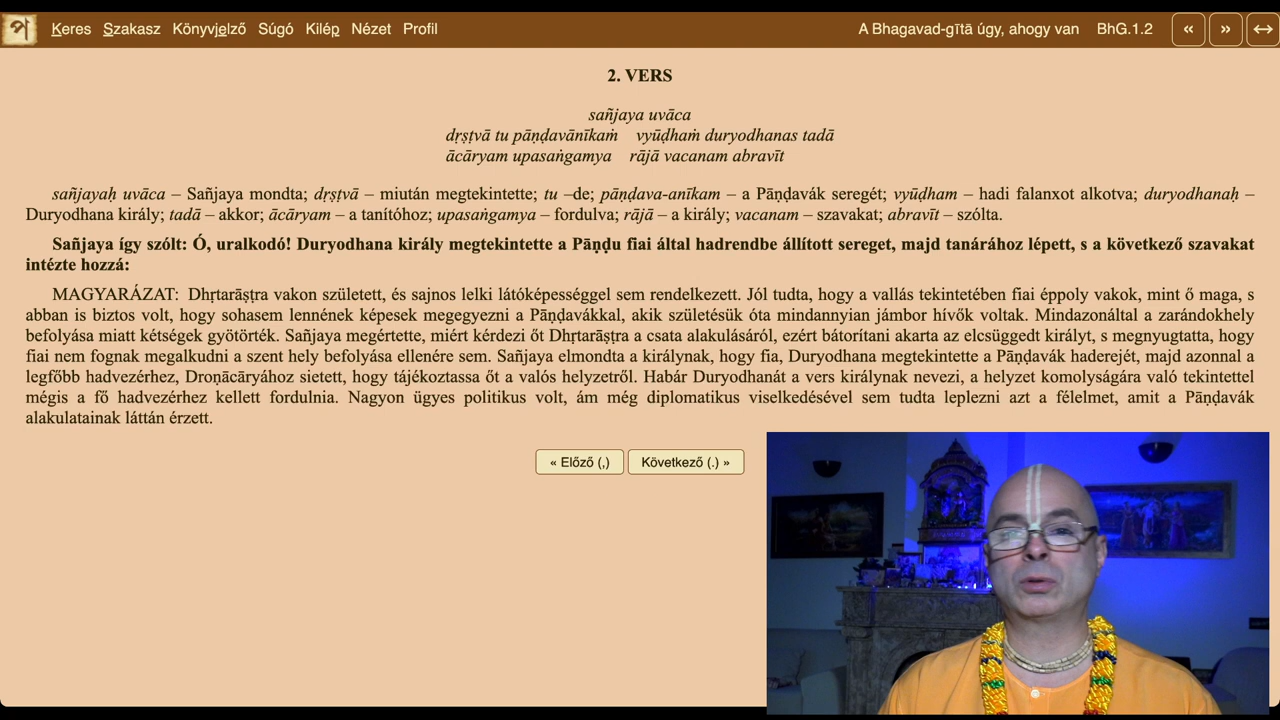 Keres Szakasz Könyvjelző Súgó Kilép Nézet Profil A Bhagavad-gītā úgy, ahogy van BhG.1.2 « » ↔
2. VERS
sañjaya uvāca
dṛṣṭvā tu pāṇḍavānīkaṁ vyūḍhaṁ duryodhanas tadā
ācāryam upasaṅgamya rājā vacanam abravīt
sañjayaḥ uvāca – Sañjaya mondta; dṛṣṭvā – miután megtekintette; tu –de; pāṇḍava-anīkam – a Pāṇḍavák seregét; vyūḍham – hadi falanxot alkotva; duryodhanaḥ –
Duryodhana király; tadā – akkor; ācāryam – a tanítóhoz; upasaṅgamya – fordulva; rājā – a király; vacanam – szavakat; abravīt – szólta.
Sañjaya így szólt: Ó, uralkodó! Duryodhana király megtekintette a Pāṇḍu fiai által hadrendbe állított sereget, majd tanárához lépett, s a következő szavakat
intézte hozzá:
MAGYARÁZAT: Dhṛtarāṣṭra vakon született, és sajnos lelki látóképességgel sem rendelkezett. Jól tudta, hogy a vallás tekintetében fiai éppoly vakok, mint ő maga, s
abban is biztos volt, hogy sohasem lennének képesek megegyezni a Pāṇḍavákkal, akik születésük óta mindannyian jámbor hívők voltak. Mindazonáltal a zarándokhely
befolyása miatt kétségek gyötörték. Sañjaya megértette, miért kérdezi őt Dhṛtarāṣṭra a csata alakulásáról, ezért bátorítani akarta az elcsüggedt királyt, s megnyugtatta, hogy
fiai nem fognak megalkudni a szent hely befolyása ellenére sem. Sañjaya elmondta a királynak, hogy fia, Duryodhana megtekintette a Pāṇḍavák haderejét, majd azonnal a
legfőbb hadvezérhez, Droṇācāryához sietett, hogy tájékoztassa őt a valós helyzetről. Habár Duryodhanát a vers királynak nevezi, a helyzet komolyságára való tekintettel
mégis a fő hadvezérhez kellett fordulnia. Nagyon ügyes politikus volt, ám még diplomatikus viselkedésével sem tudta leplezni azt a félelmet, amit a Pāṇḍavák
alakulatainak láttán érzett.
« Előző (,) Következő (.) »